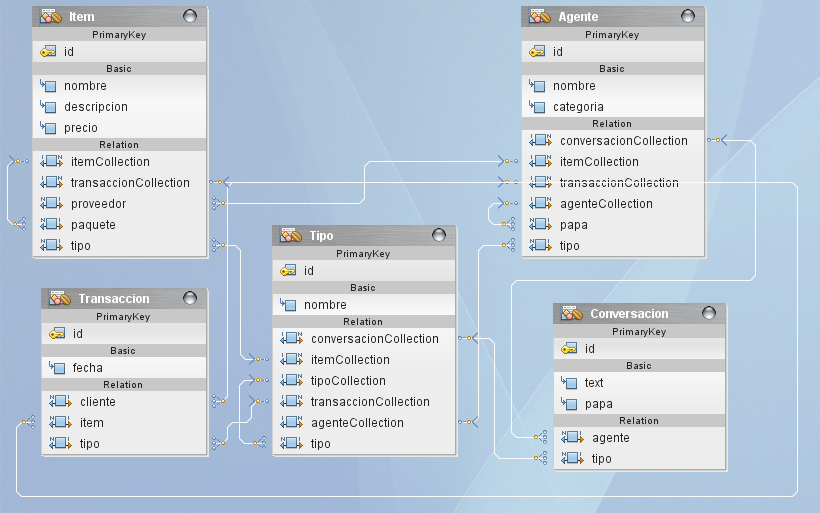 Item
PrimaryKey
id
Basic
nombre
descripcion
precio
Relation
itemCollection
transaccionCollection
proveedor
paquete
tipo
Agente
PrimaryKey
id
Basic
nombre
categoria
Relation
conversacionCollection
itemCollection
transaccionCollection
agenteCollection
papa
tipo
Tipo
PrimaryKey
id
Basic
nombre
Relation
conversacionCollection
itemCollection
tipoCollection
transaccionCollection
agenteCollection
tipo
Transaccion
PrimaryKey
id
Basic
fecha
Relation
cliente
item
tipo
Conversacion
PrimaryKey
id
Basic
text
papa
Relation
agente
tipo